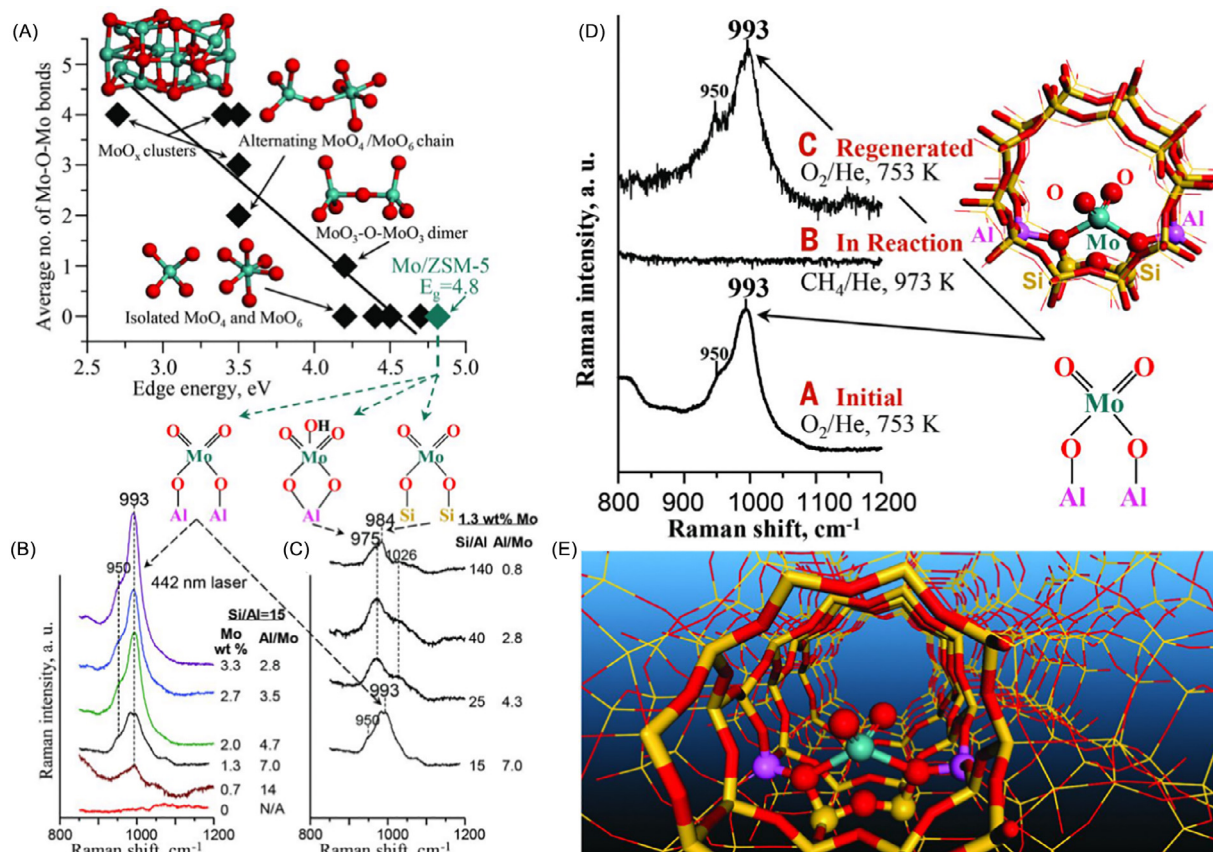 (A)
Average no. of Mo-O-Mo bonds
5
4
3
2
1
0
MoOx clusters
Alternating MoO4/MoO6 chain
MoO3-O-MoO3 dimer
Mo/ZSM-5
Eg=4.8
Isolated MoO4 and MoO6
2.5 3.0 3.5 4.0 4.5 5.0
Edge energy, eV
O O
Mo
O O
Al Al
OH
O O
Mo
O O
Al
O O
Mo
O O
Si Si
(B)
993
950
442 nm laser
Si/Al=15
Mo Al/Mo
wt %
3.3 2.8
2.7 3.5
2.0 4.7
1.3 7.0
0.7 14
0 N/A
Raman intensity, a. u.
800 1000 1200
Raman shift, cm-1
(C)
984
975
1026
1.3 wt% Mo
Si/Al Al/Mo
140 0.8
40 2.8
25 4.3
993
950
15 7.0
800 1000 1200
Raman shift, cm-1
(D)
Raman intensity, a. u.
993
950
C Regenerated
O2/He, 753 K
B In Reaction
CH4/He, 973 K
993
950
A Initial
O2/He, 753 K
800 900 1000 1100 1200
Raman shift, cm-1
O O
Al Mo Al
Si Si
O O
Mo
O O
Al Al
(E)